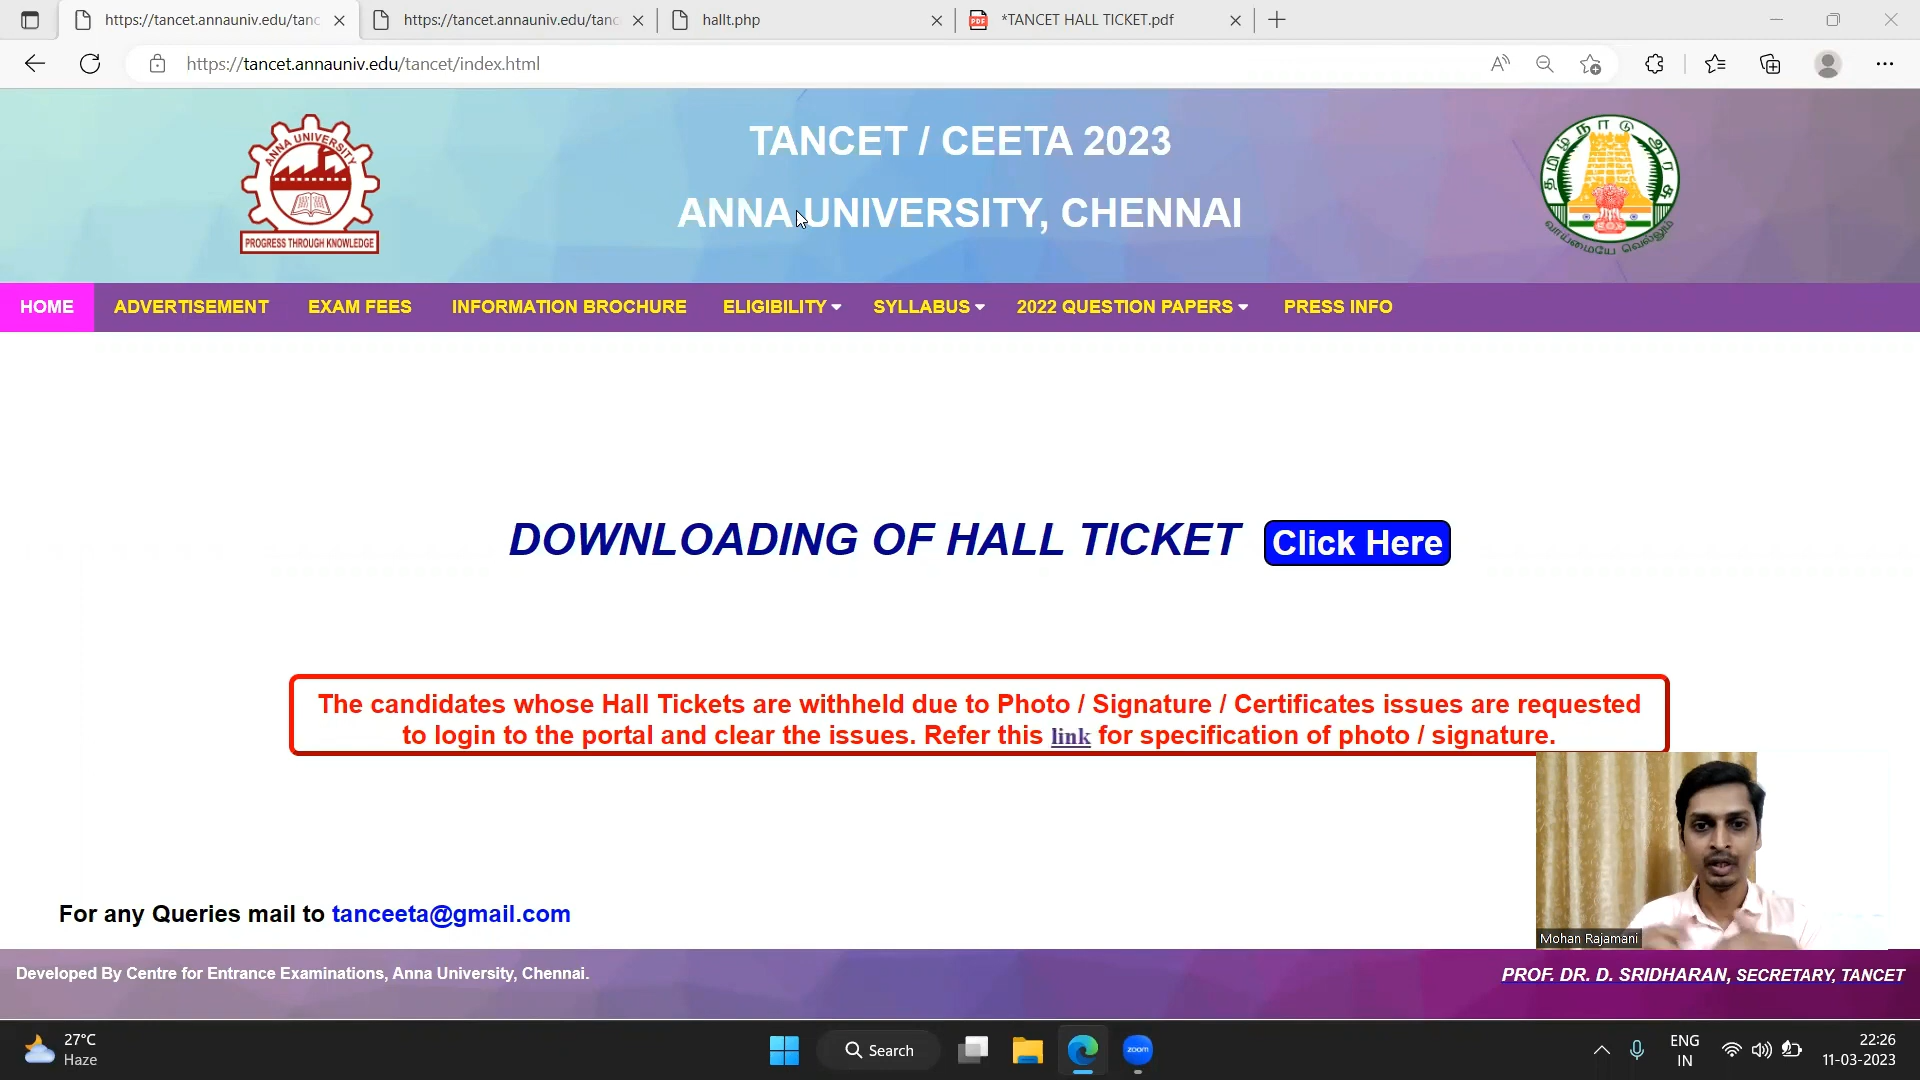 https://tancet.annauniv.edu/tanc
https://tancet.annauniv.edu/tanc
hallt.php
*TANCET HALL TICKET.pdf
https://tancet.annauniv.edu/tancet/index.html
ANNA UNIVERSITY
PROGRESS THROUGH KNOWLEDGE
TANCET / CEETA 2023
ANNA UNIVERSITY, CHENNAI
தமிழ்நாடு அரசு
வாய்மையே வெல்லும்
HOME
ADVERTISEMENT
EXAM FEES
INFORMATION BROCHURE
ELIGIBILITY
SYLLABUS
2022 QUESTION PAPERS
PRESS INFO
DOWNLOADING OF HALL TICKET Click Here
The candidates whose Hall Tickets are withheld due to Photo / Signature / Certificates issues are requested
to login to the portal and clear the issues. Refer this link for specification of photo / signature.
For any Queries mail to tanceeta@gmail.com
Mohan Rajamani
Developed By Centre for Entrance Examinations, Anna University, Chennai.
PROF. DR. D. SRIDHARAN, SECRETARY, TANCET
27°C
Haze
Search
zoom
ENG
IN
22:26
11-03-2023